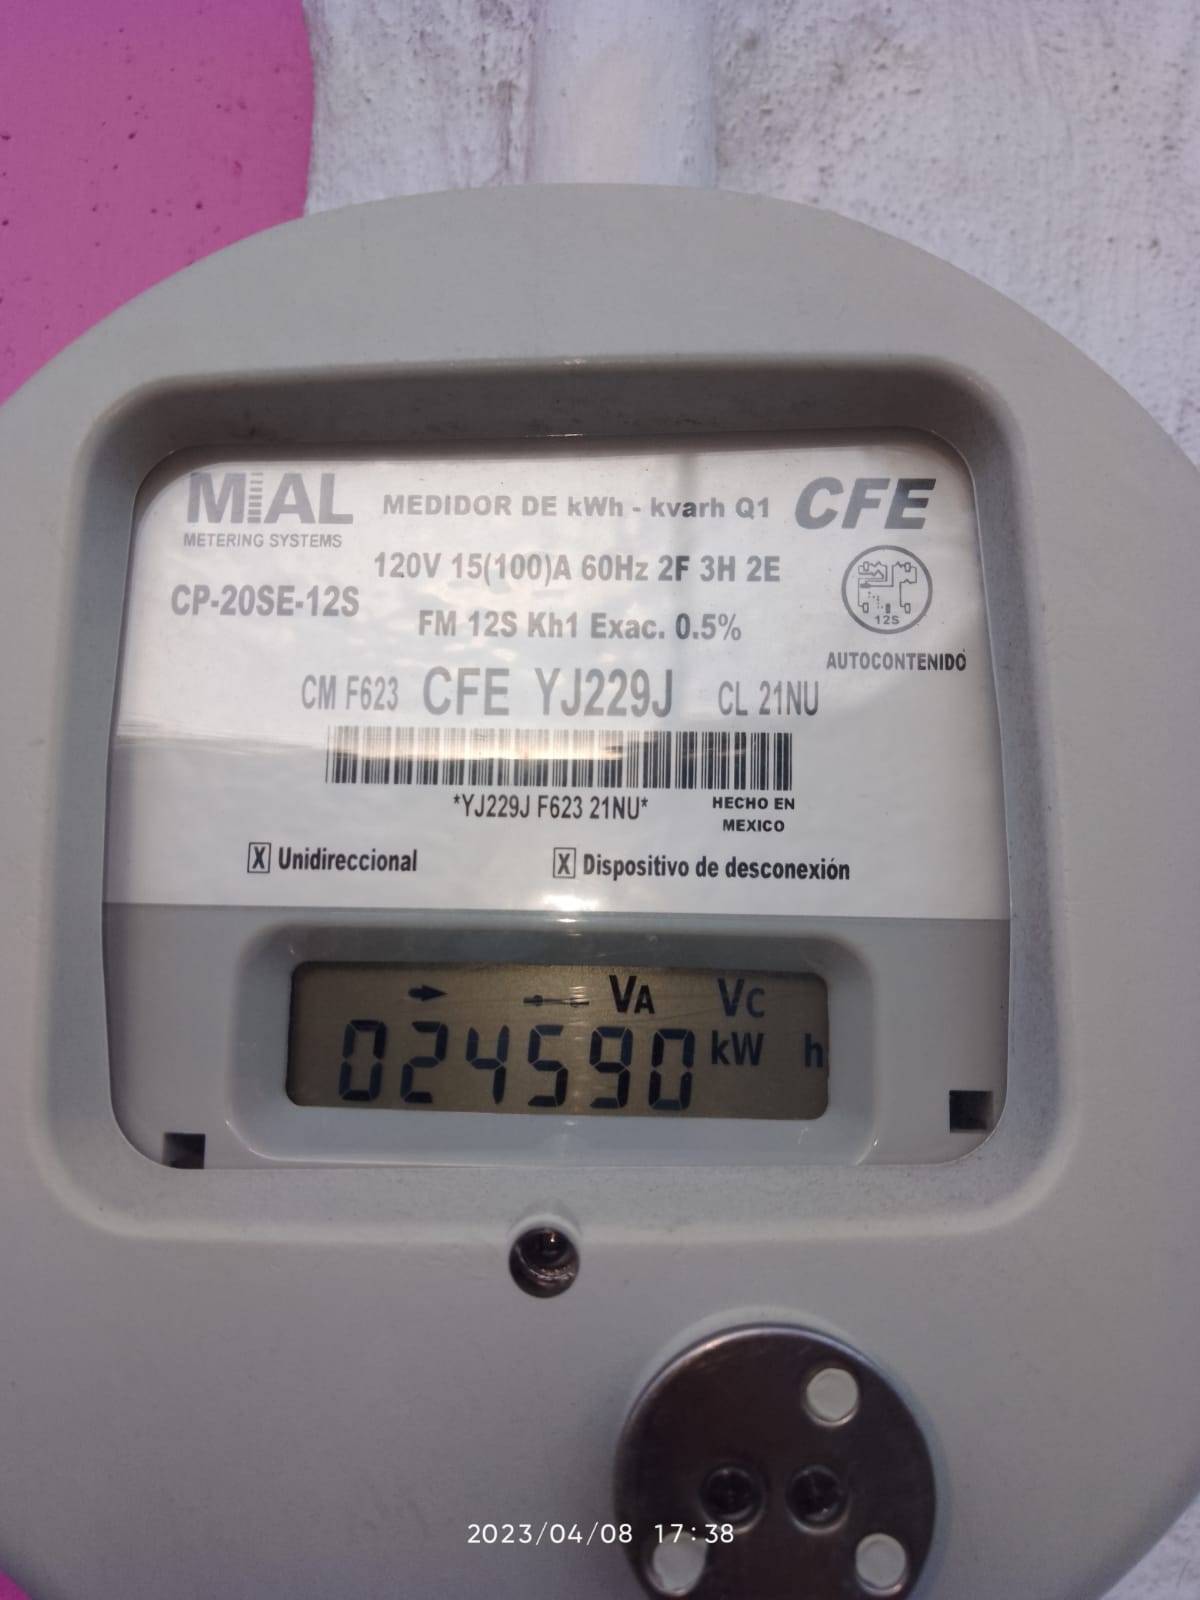 MIAL
METERING SYSTEMS
MEDIDOR DE kWh - kvarh Q1
CFE
120V 15(100)A 60Hz 2F 3H 2E
CP-20SE-12S
FM 12S Kh1 Exac. 0.5%
12S
AUTOCONTENIDO
CM F623 CFE YJ229J CL 21NU
*YJ229J F623 21NU*
HECHO EN
MEXICO
X Unidireccional
X Dispositivo de desconexión
VA VC
024590 kW h
2023/04/08 17:38